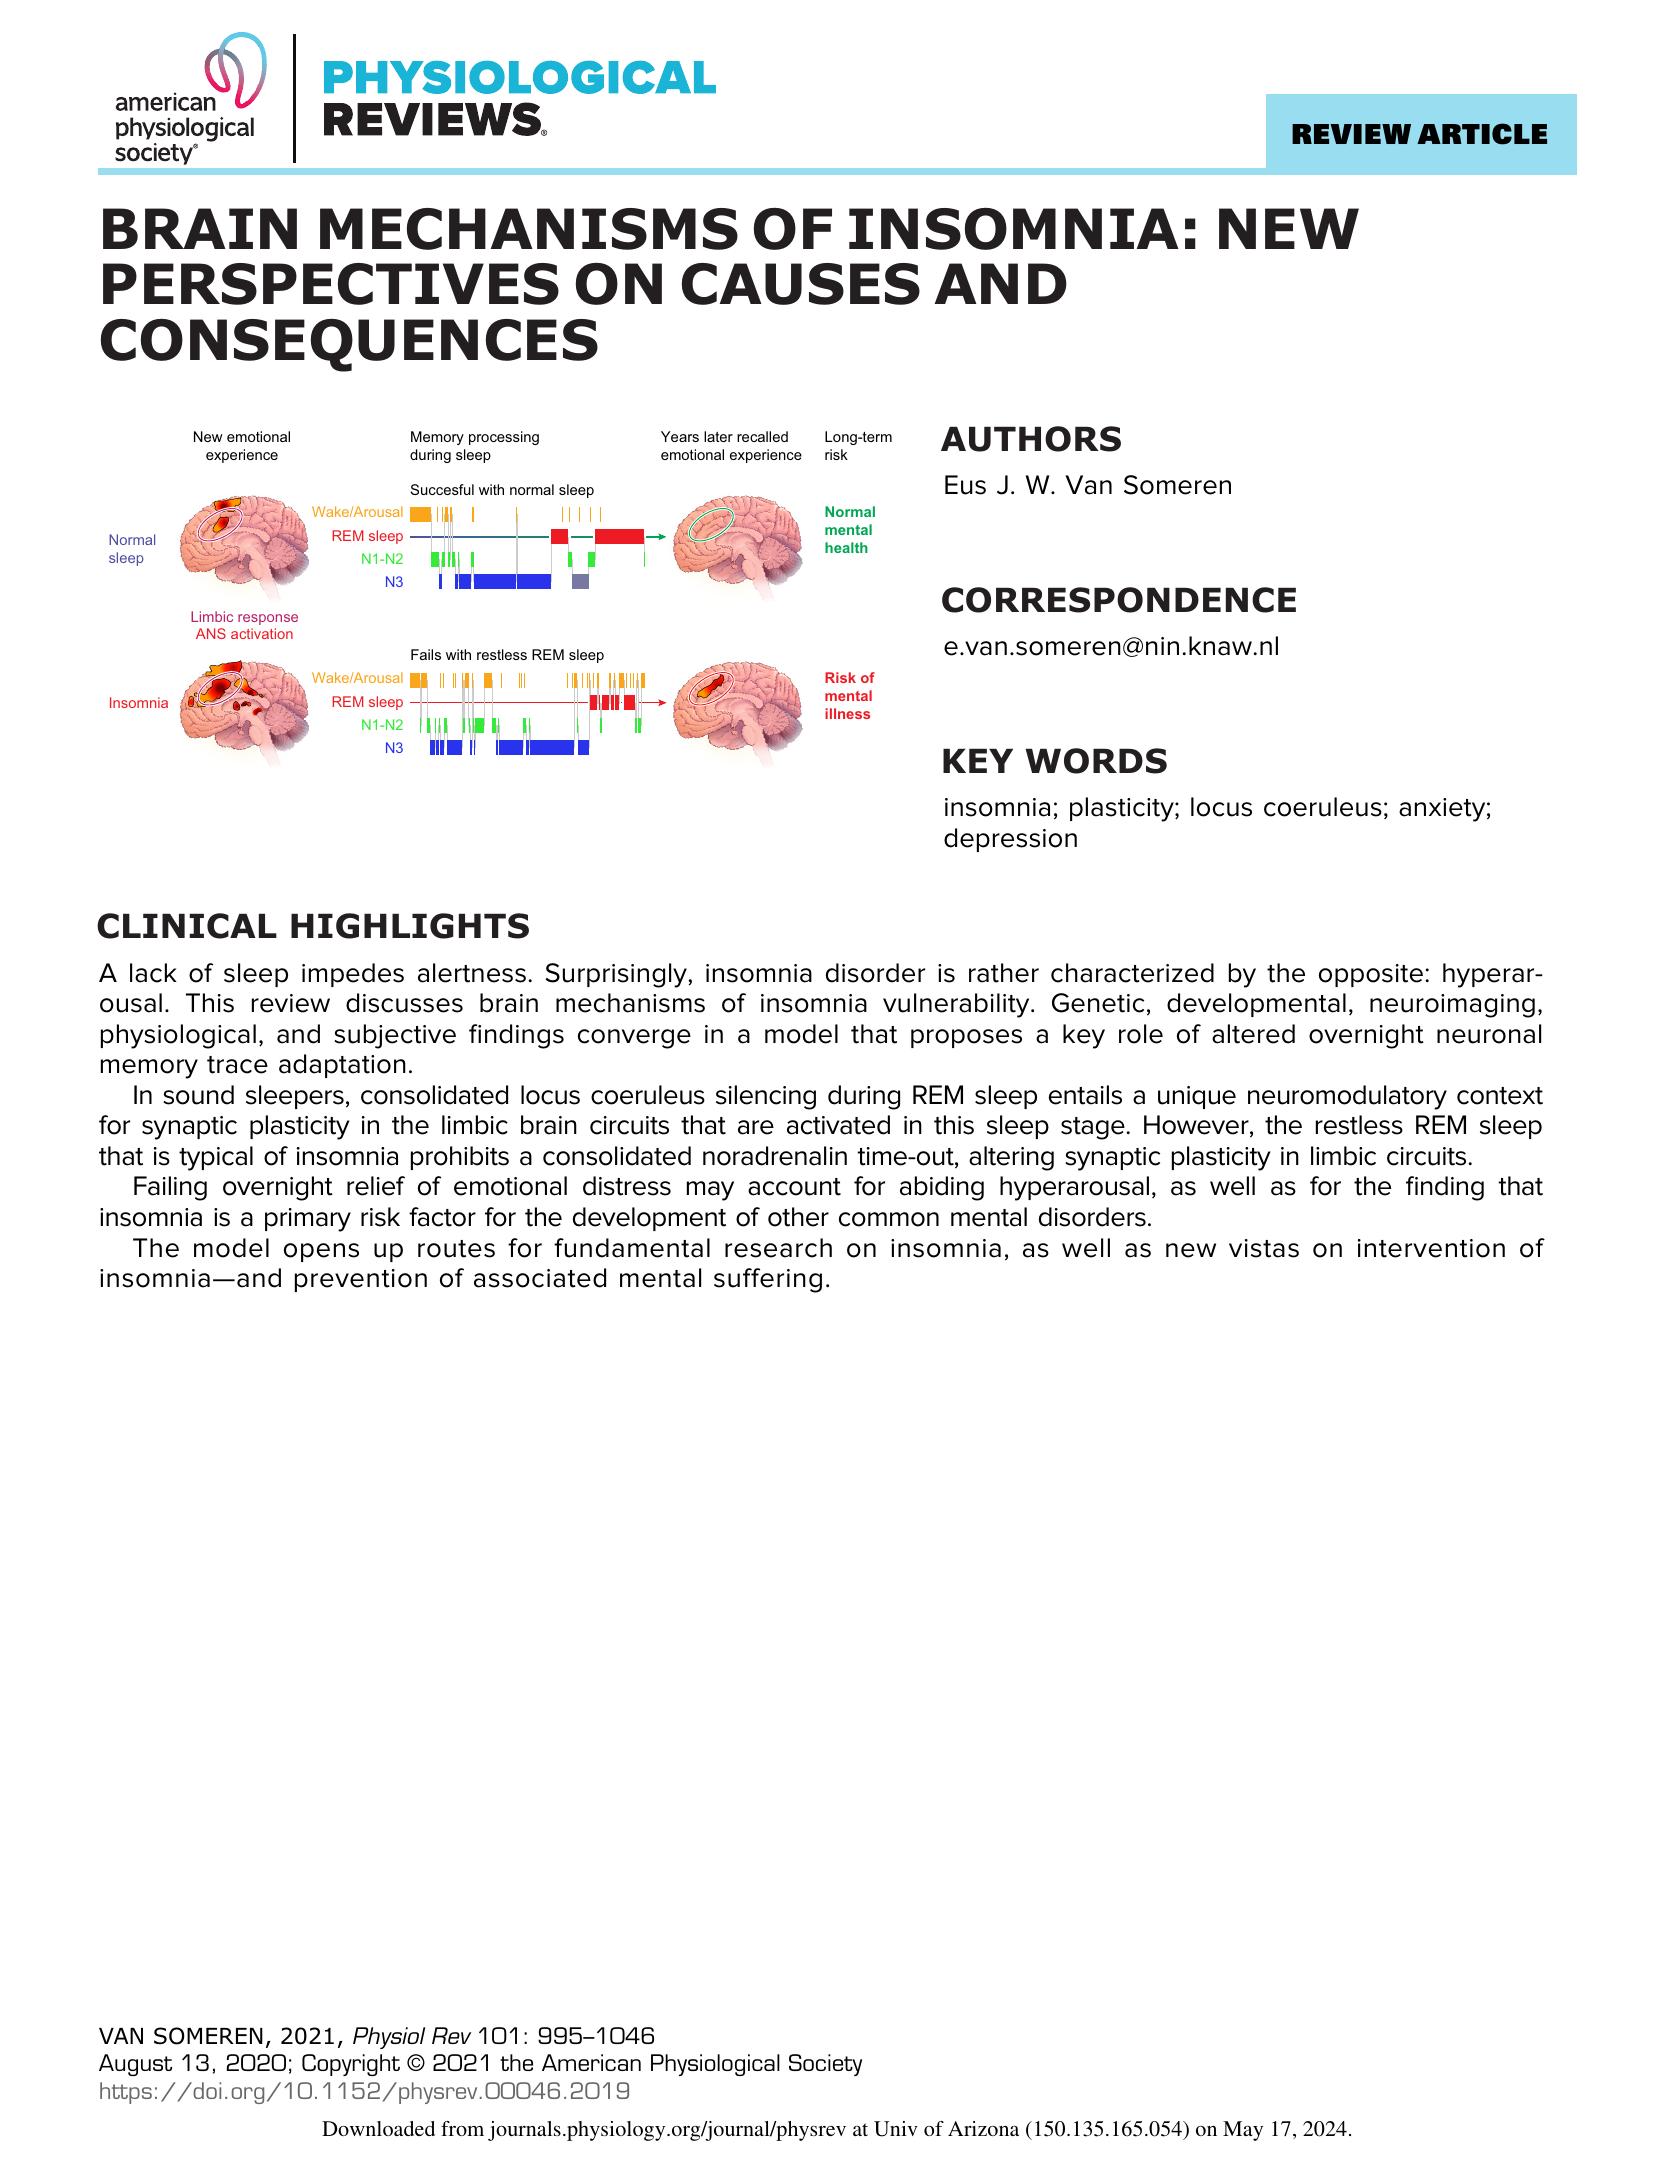 american
physiological
society®
PHYSIOLOGICAL
REVIEWS®
REVIEW ARTICLE
BRAIN MECHANISMS OF INSOMNIA: NEW
PERSPECTIVES ON CAUSES AND
CONSEQUENCES
New emotional
experience
Memory processing
during sleep
Years later recalled
emotional experience
Long-term
risk
Succesful with normal sleep
Normal
sleep
Wake/Arousal
REM sleep
N1-N2
N3
Normal
mental
health
Limbic response
ANS activation
Fails with restless REM sleep
Insomnia
Wake/Arousal
REM sleep
N1-N2
N3
Risk of
mental
illness
AUTHORS
Eus J. W. Van Someren
CORRESPONDENCE
e.van.someren@nin.knaw.nl
KEY WORDS
insomnia; plasticity; locus coeruleus; anxiety;
depression
CLINICAL HIGHLIGHTS
A lack of sleep impedes alertness. Surprisingly, insomnia disorder is rather characterized by the opposite: hyperar-
ousal. This review discusses brain mechanisms of insomnia vulnerability. Genetic, developmental, neuroimaging,
physiological, and subjective findings converge in a model that proposes a key role of altered overnight neuronal
memory trace adaptation.
In sound sleepers, consolidated locus coeruleus silencing during REM sleep entails a unique neuromodulatory context
for synaptic plasticity in the limbic brain circuits that are activated in this sleep stage. However, the restless REM sleep
that is typical of insomnia prohibits a consolidated noradrenalin time-out, altering synaptic plasticity in limbic circuits.
Failing overnight relief of emotional distress may account for abiding hyperarousal, as well as for the finding that
insomnia is a primary risk factor for the development of other common mental disorders.
The model opens up routes for fundamental research on insomnia, as well as new vistas on intervention of
insomnia—and prevention of associated mental suffering.
VAN SOMEREN, 2021, Physiol Rev 101: 995–1046
August 13, 2020; Copyright © 2021 the American Physiological Society
https://doi.org/10.1152/physrev.00046.2019
Downloaded from journals.physiology.org/journal/physrev at Univ of Arizona (150.135.165.054) on May 17, 2024.